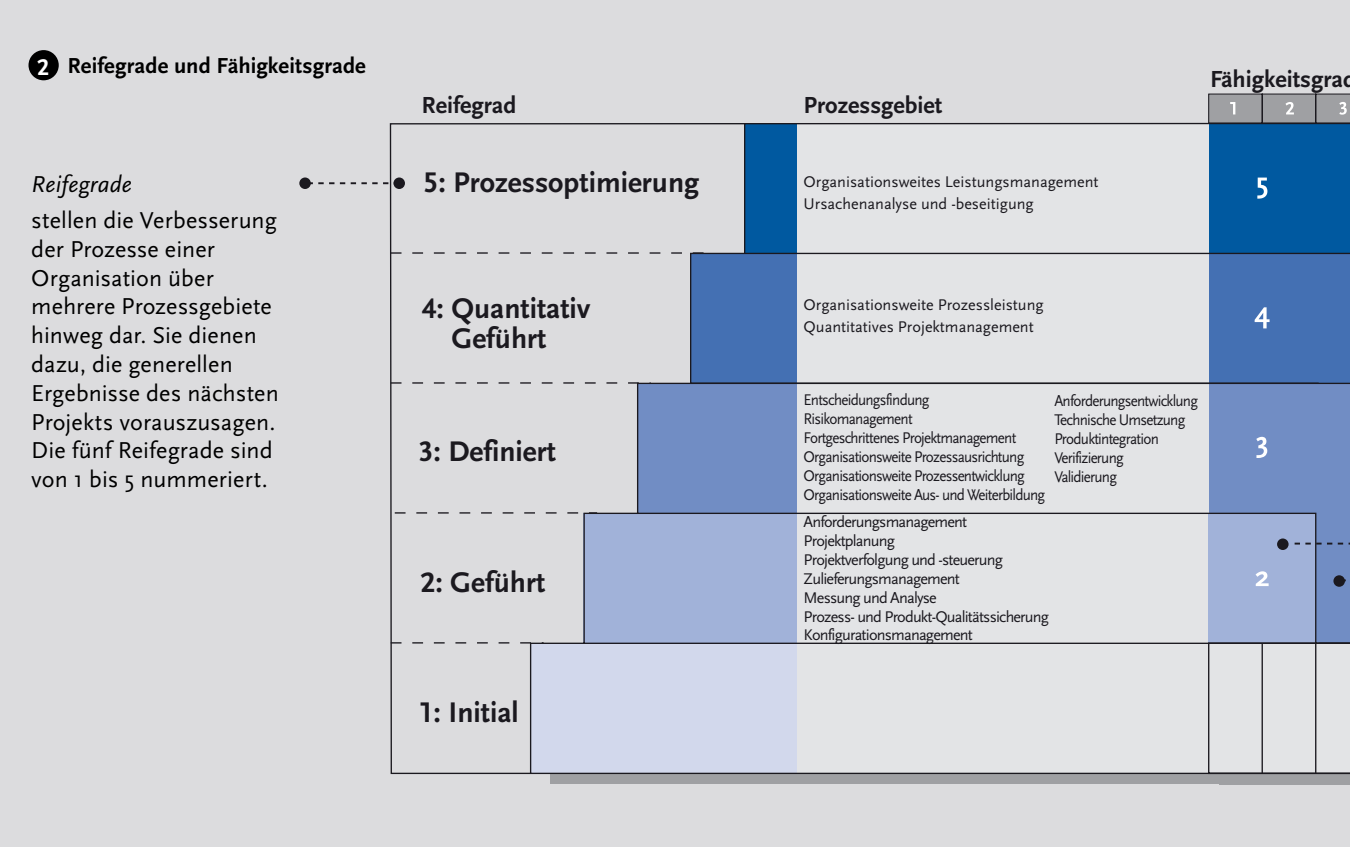 2 Reifegrade und Fähigkeitsgrade
Fähigkeitsgrad
Reifegrad
Prozessgebiet
1 2 3
Reifegrade
stellen die Verbesserung
der Prozesse einer
Organisation über
mehrere Prozessgebiete
hinweg dar. Sie dienen
dazu, die generellen
Ergebnisse des nächsten
Projekts vorauszusagen.
Die fünf Reifegrade sind
von 1 bis 5 nummeriert.
5: Prozessoptimierung
Organisationsweites Leistungsmanagement
Ursachenanalyse und -beseitigung
5
4: Quantitativ
Geführt
Organisationsweite Prozessleistung
Quantitatives Projektmanagement
4
3: Definiert
Entscheidungsfindung
Risikomanagement
Fortgeschrittenes Projektmanagement
Organisationsweite Prozessausrichtung
Organisationsweite Prozessentwicklung
Organisationsweite Aus- und Weiterbildung
Anforderungsentwicklung
Technische Umsetzung
Produktintegration
Verifizierung
Validierung
3
2: Geführt
Anforderungsmanagement
Projektplanung
Projektverfolgung und -steuerung
Zulieferungsmanagement
Messung und Analyse
Prozess- und Produkt-Qualitätssicherung
Konfigurationsmanagement
2
1: Initial